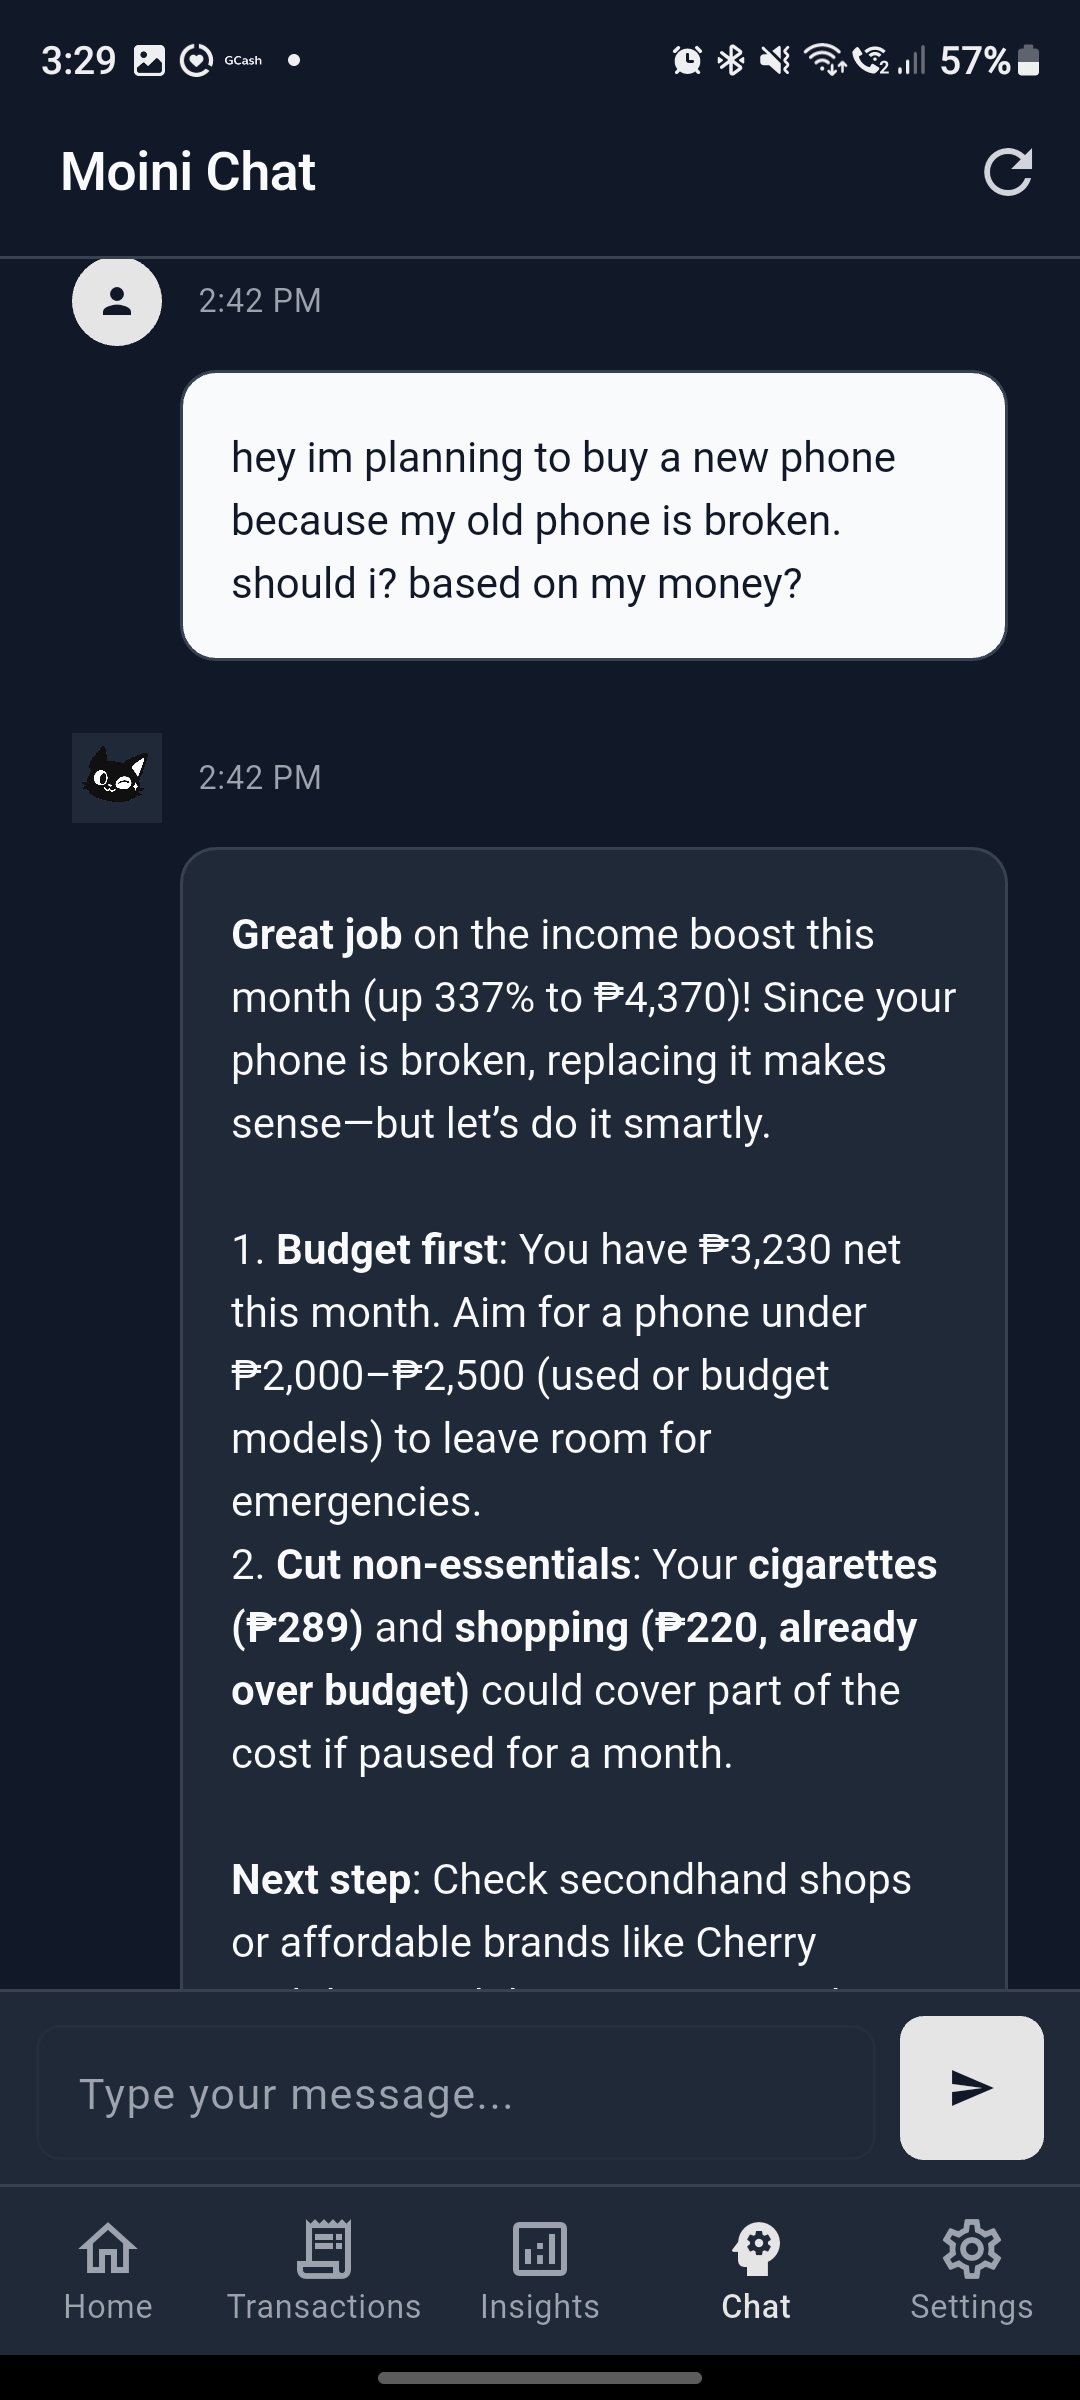 3:29 GCash 2 57%
Moini Chat
2:42 PM
hey im planning to buy a new phone
because my old phone is broken.
should i? based on my money?
2:42 PM
Great job on the income boost this
month (up 337% to ₱4,370)! Since your
phone is broken, replacing it makes
sense—but let’s do it smartly.
1. Budget first: You have ₱3,230 net
this month. Aim for a phone under
₱2,000–₱2,500 (used or budget
models) to leave room for
emergencies.
2. Cut non-essentials: Your cigarettes
(₱289) and shopping (₱220, already
over budget) could cover part of the
cost if paused for a month.
Next step: Check secondhand shops
or affordable brands like Cherry
Type your message...
Home Transactions Insights Chat Settings